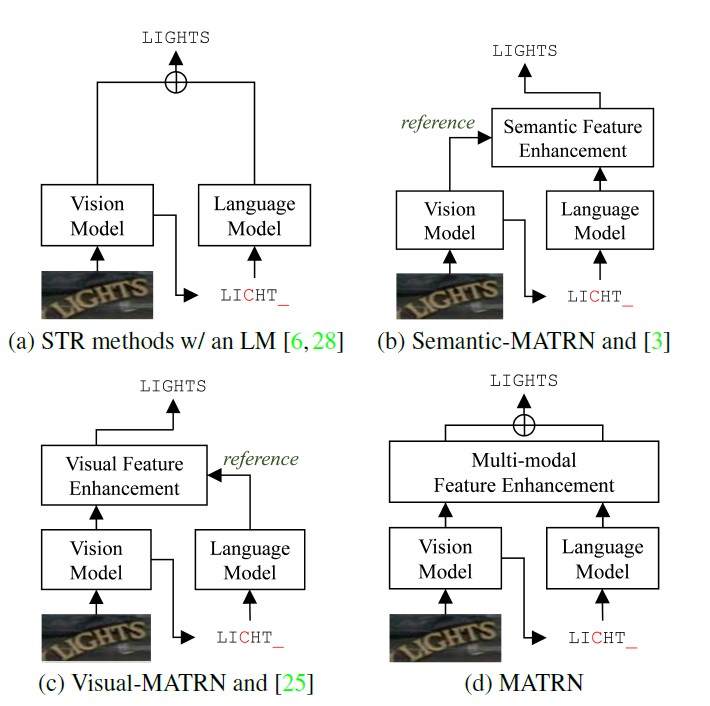 LIGHTS
Vision
Model
Language
Model
LIGHTS
LICHT_
(a) STR methods w/ an LM [6, 28]
LIGHTS
reference
Semantic Feature
Enhancement
Vision
Model
Language
Model
LIGHTS
LICHT_
(b) Semantic-MATRN and [3]
LIGHTS
Visual Feature
Enhancement
reference
Vision
Model
Language
Model
LIGHTS
LICHT_
(c) Visual-MATRN and [25]
LIGHTS
Multi-modal
Feature Enhancement
Vision
Model
Language
Model
LIGHTS
LICHT_
(d) MATRN